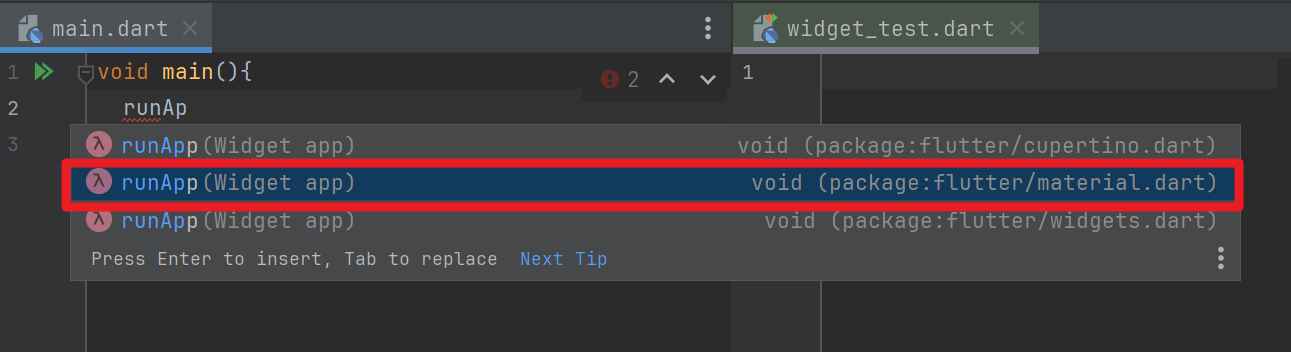 main.dart
widget_test.dart
1 void main(){ 2 1
2 runAp
3
λ runApp(Widget app) void (package:flutter/cupertino.dart)
λ runApp(Widget app) void (package:flutter/material.dart)
λ runApp(Widget app) void (package:flutter/widgets.dart)
Press Enter to insert, Tab to replace Next Tip